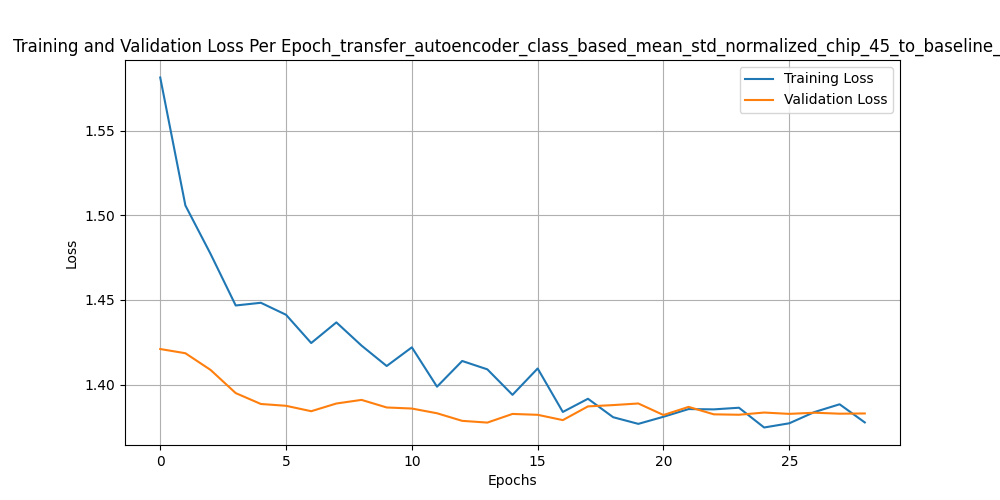 Training and Validation Loss Per Epoch_transfer_autoencoder_class_based_mean_std_normalized_chip_45_to_baseline_
Training Loss
Validation Loss
1.55
1.50
1.45
1.40
Loss
0 5 10 15 20 25
Epochs